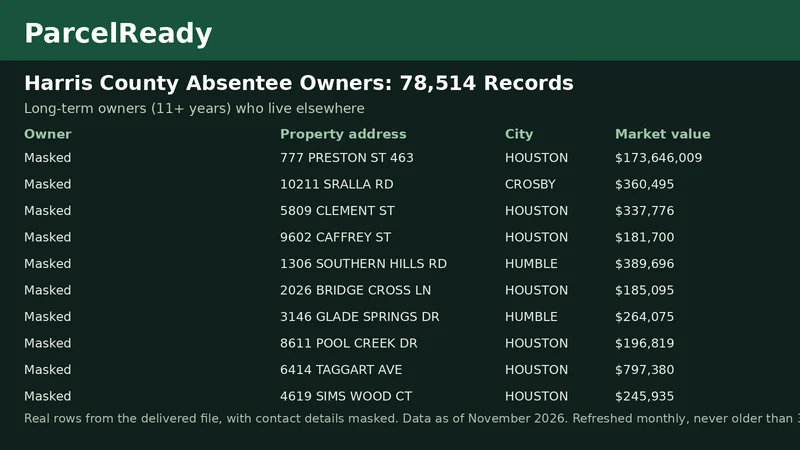 ParcelReady
Harris County Absentee Owners: 78,514 Records
Long-term owners (11+ years) who live elsewhere
Owner Property address City Market value
Masked 777 PRESTON ST 463 HOUSTON $173,646,009
Masked 10211 SRALLA RD CROSBY $360,495
Masked 5809 CLEMENT ST HOUSTON $337,776
Masked 9602 CAFFREY ST HOUSTON $181,700
Masked 1306 SOUTHERN HILLS RD HUMBLE $389,696
Masked 2026 BRIDGE CROSS LN HOUSTON $185,095
Masked 3146 GLADE SPRINGS DR HUMBLE $264,075
Masked 8611 POOL CREEK DR HOUSTON $196,819
Masked 6414 TAGGART AVE HOUSTON $797,380
Masked 4619 SIMS WOOD CT HOUSTON $245,935
Real rows from the delivered file, with contact details masked. Data as of November 2026. Refreshed monthly, never older than